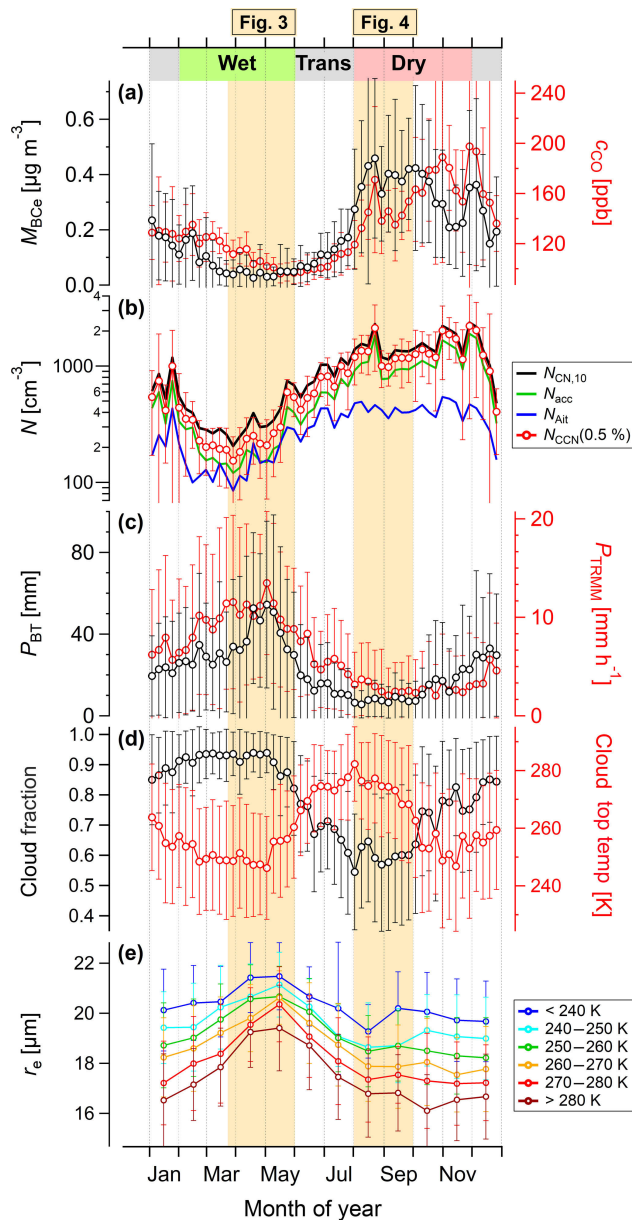 Fig. 3 Fig. 4
Wet Trans Dry
(a)
M_BCe [µg m⁻³]
0.6
0.4
0.2
0.0
240
200
160
120
c_CO [ppb]
(b)
N [cm⁻³]
4
2
1000
6
4
2
100
N_CN,10
N_acc
N_Ait
N_CCN(0.5 %)
(c)
P_BT [mm]
80
40
0
20
10
0
P_TRMM [mm h⁻¹]
(d)
Cloud fraction
1.0
0.9
0.8
0.7
0.6
0.5
0.4
280
260
240
Cloud top temp [K]
(e)
r_e [µm]
22
20
18
16
< 240 K
240–250 K
250–260 K
260–270 K
270–280 K
> 280 K
Jan Mar May Jul Sep Nov
Month of year